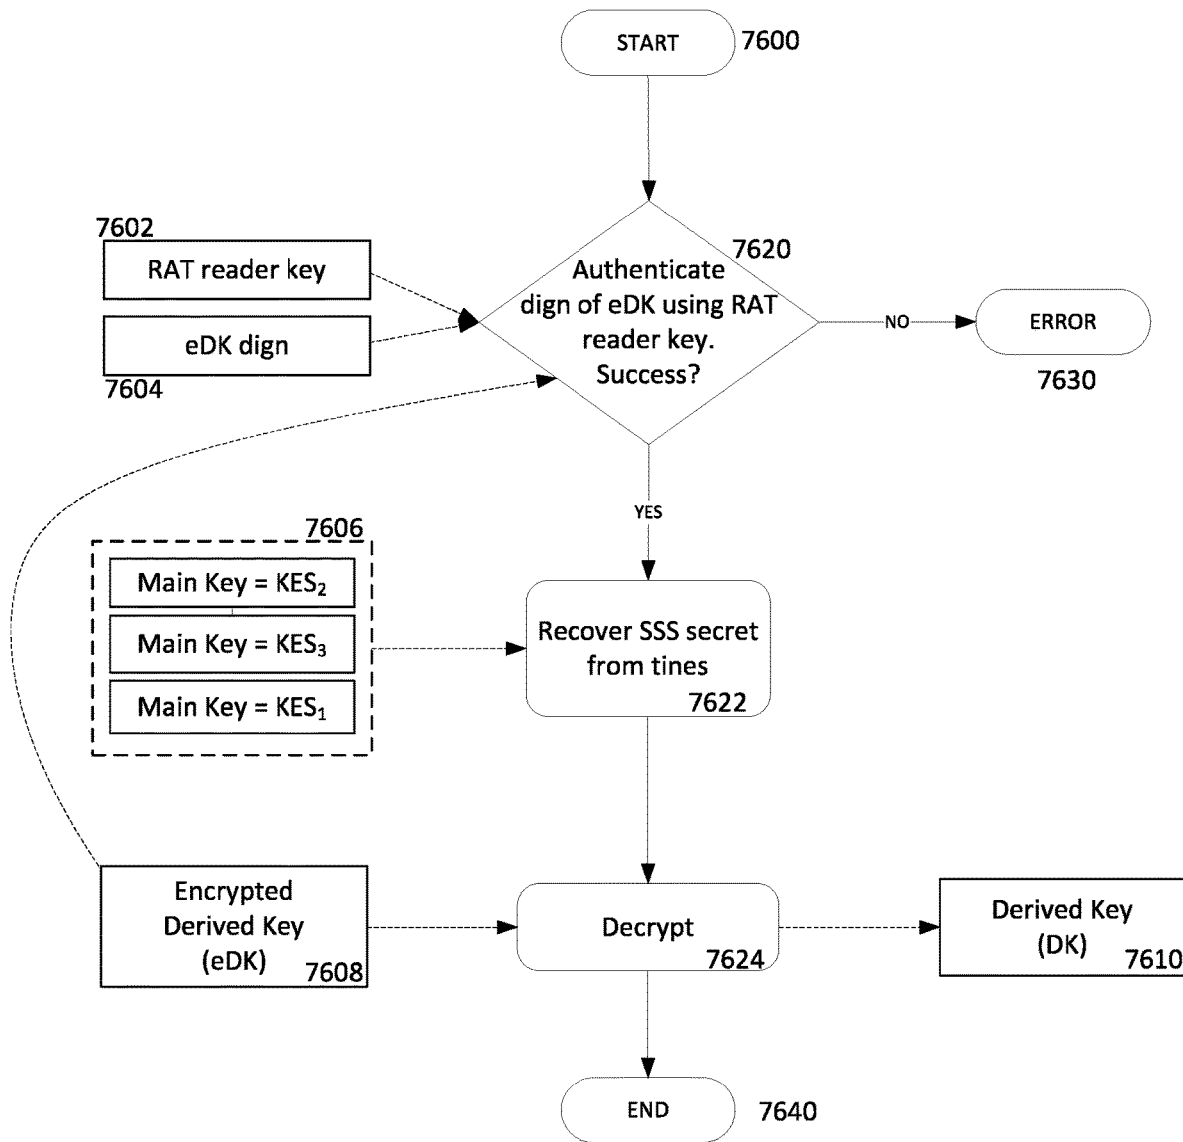 START
7600
7602
RAT reader key
eDK dign
7604
7620
Authenticate
dign of eDK using RAT
reader key.
Success?
NO
ERROR
7630
YES
7606
Main Key = KES₂
Main Key = KES₃
Main Key = KES₁
Recover SSS secret
from tines
7622
Encrypted
Derived Key
(eDK)
7608
Decrypt
7624
Derived Key
(DK)
7610
END
7640